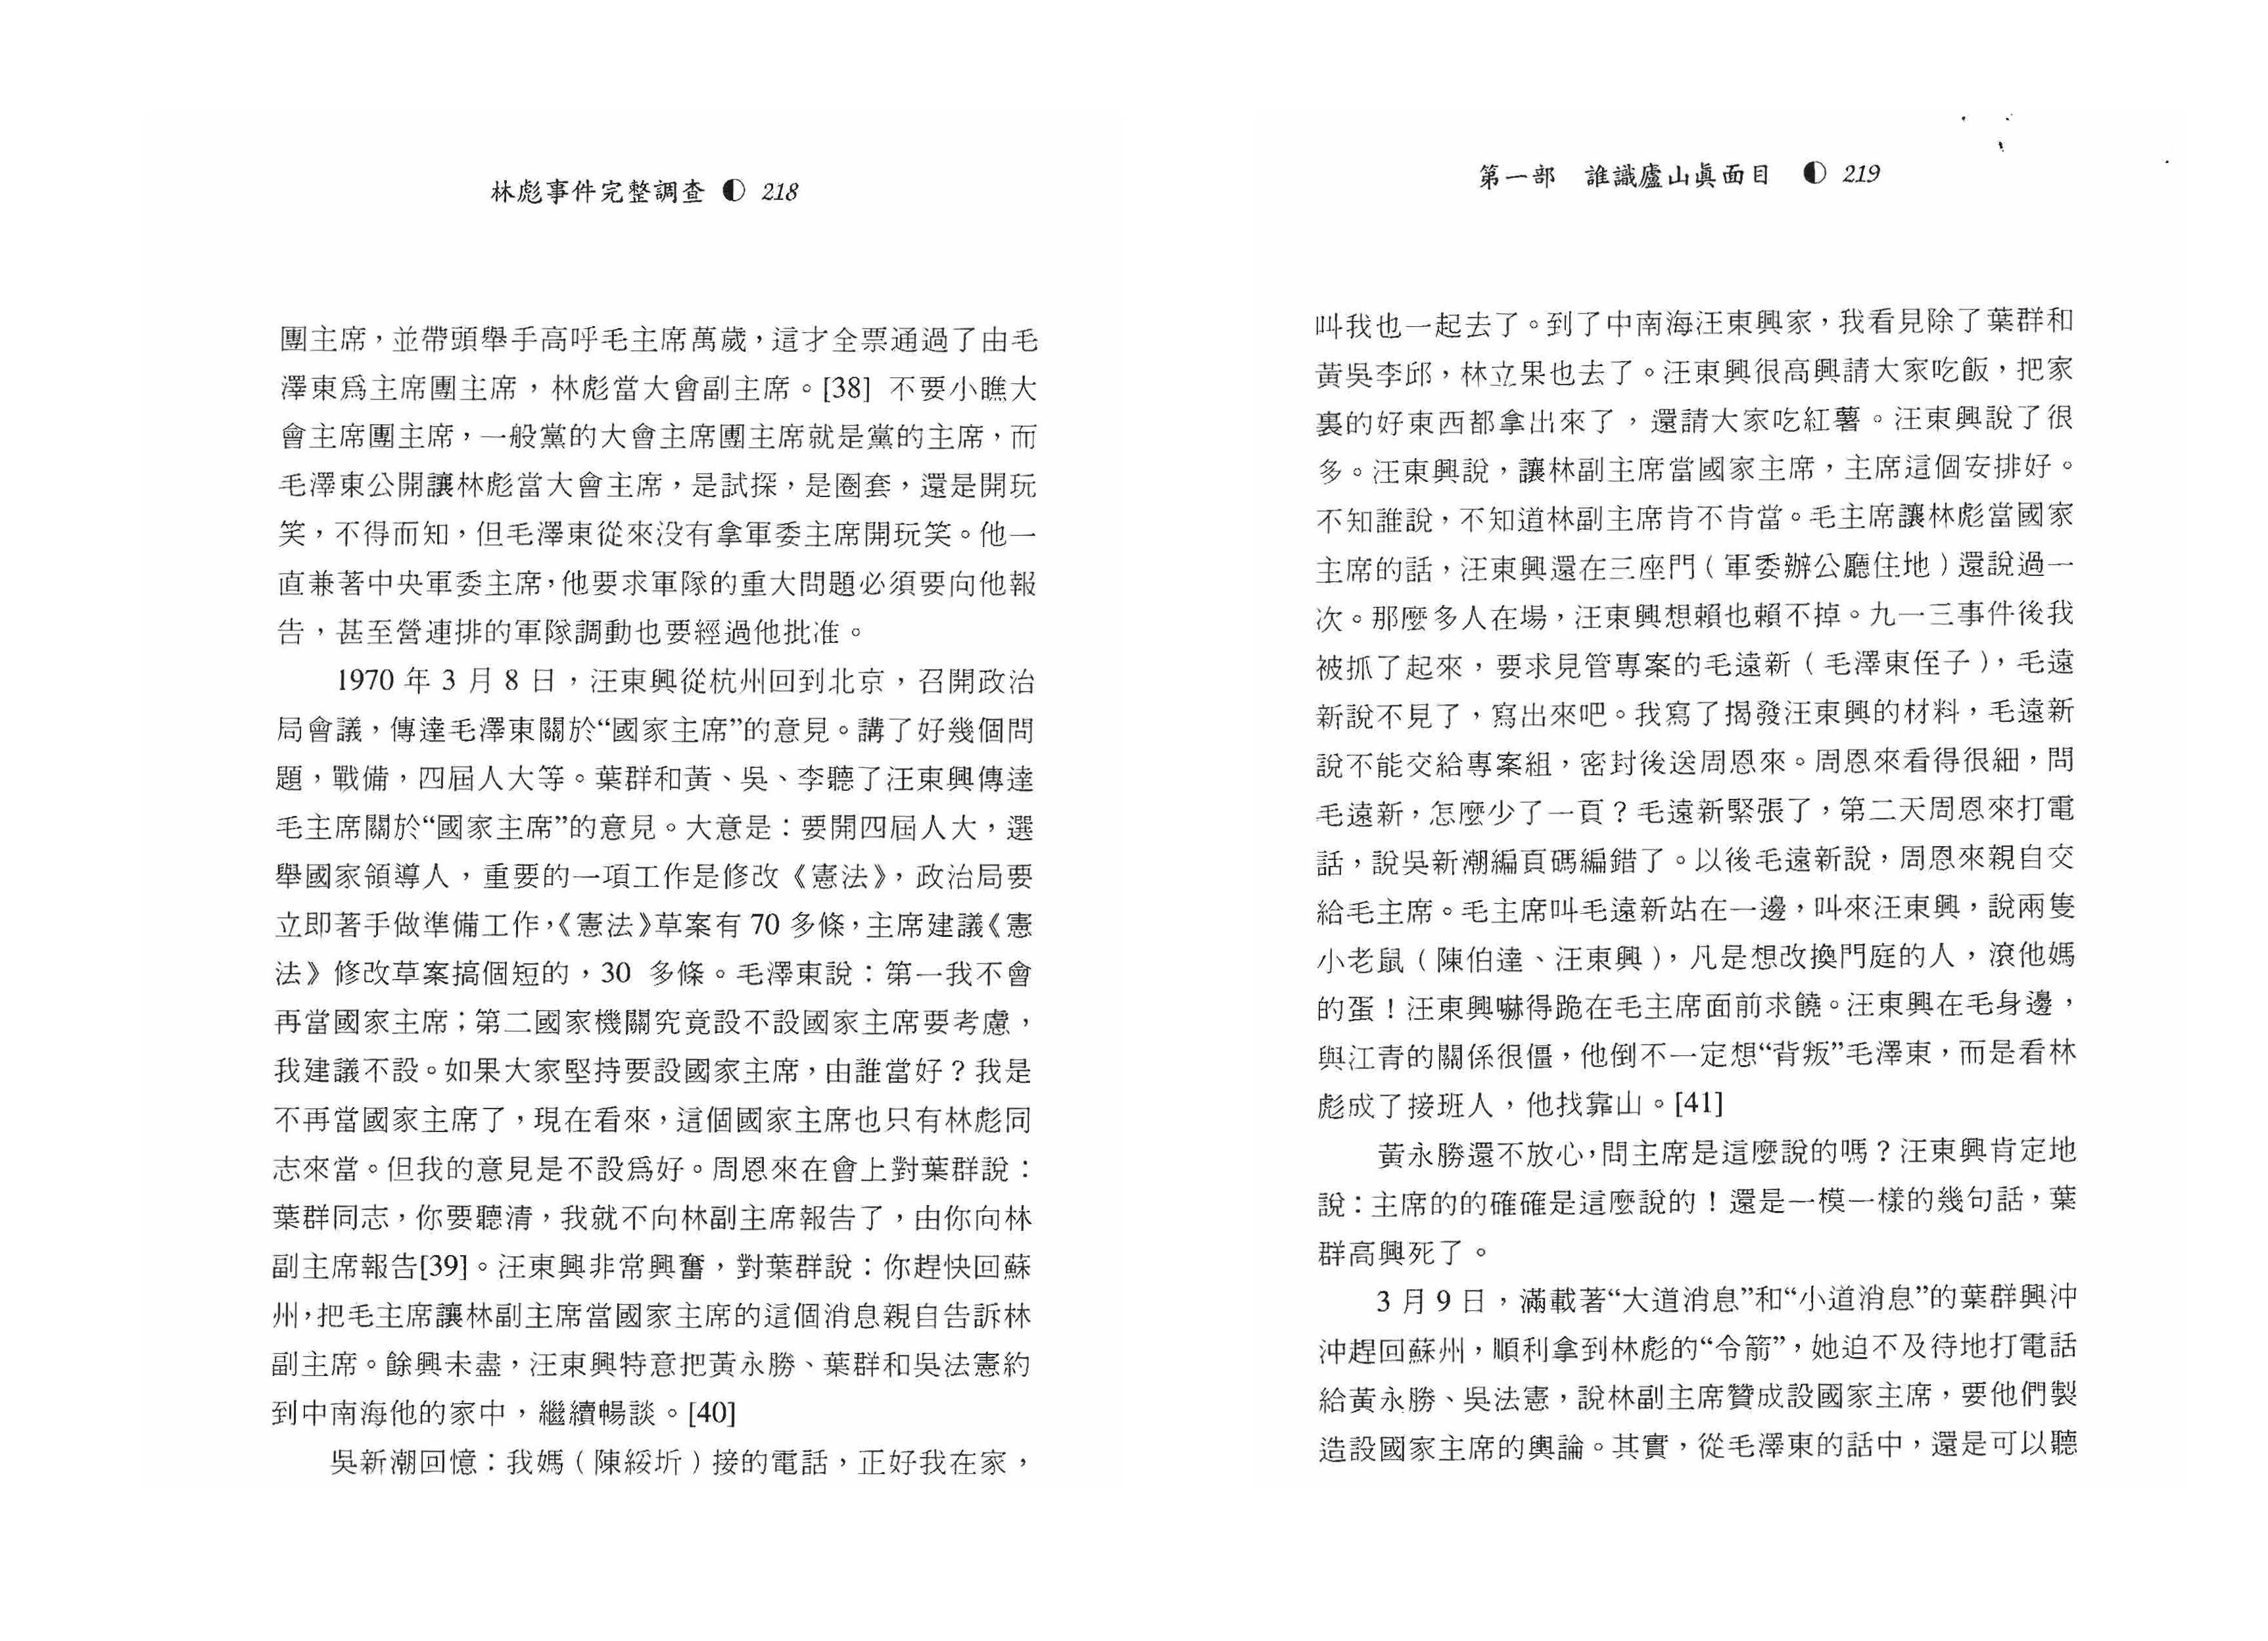 林彪事件完整調查 ◐ 218
團主席，並帶頭舉手高呼毛主席萬歲，這才全票通過了由毛
澤東爲主席團主席，林彪當大會副主席。[38] 不要小瞧大
會主席團主席，一般黨的大會主席團主席就是黨的主席，而
毛澤東公開讓林彪當大會主席，是試探，是圈套，還是開玩
笑，不得而知，但毛澤東從來没有拿軍委主席開玩笑。他一
直兼著中央軍委主席，他要求軍隊的重大問題必須要向他報
告，甚至營連排的軍隊調動也要經過他批准。
1970 年 3 月 8 日，汪東興從杭州回到北京，召開政治
局會議，傳達毛澤東關於“國家主席”的意見。講了好幾個問
題，戰備，四屆人大等。葉群和黃、吳、李聽了汪東興傳達
毛主席關於“國家主席”的意見。大意是：要開四屆人大，選
舉國家領導人，重要的一項工作是修改《憲法》，政治局要
立即著手做準備工作，《憲法》草案有 70 多條，主席建議《憲
法》修改草案搞個短的，30 多條。毛澤東說：第一我不會
再當國家主席；第二國家機關究竟設不設國家主席要考慮，
我建議不設。如果大家堅持要設國家主席，由誰當好？我是
不再當國家主席了，現在看來，這個國家主席也只有林彪同
志來當。但我的意見是不設爲好。周恩來在會上對葉群說：
葉群同志，你要聽清，我就不向林副主席報告了，由你向林
副主席報告[39]。汪東興非常興奮，對葉群說：你趕快回蘇
州，把毛主席讓林副主席當國家主席的這個消息親自告訴林
副主席。餘興未盡，汪東興特意把黃永勝、葉群和吳法憲約
到中南海他的家中，繼續暢談。[40]
吳新潮回憶：我媽（陳綏圻）接的電話，正好我在家，
第一部 誰識廬山眞面目 ◐ 219
叫我也一起去了。到了中南海汪東興家，我看見除了葉群和
黃吳李邱，林立果也去了。汪東興很高興請大家吃飯，把家
裏的好東西都拿出來了，還請大家吃紅薯。汪東興說了很
多。汪東興說，讓林副主席當國家主席，主席這個安排好。
不知誰說，不知道林副主席肯不肯當。毛主席讓林彪當國家
主席的話，汪東興還在三座門（軍委辦公廳住地）還說過一
次。那麼多人在場，汪東興想賴也賴不掉。九一三事件後我
被抓了起來，要求見管專案的毛遠新（毛澤東侄子），毛遠
新說不見了，寫出來吧。我寫了揭發汪東興的材料，毛遠新
說不能交給專案組，密封後送周恩來。周恩來看得很細，問
毛遠新，怎麼少了一頁？毛遠新緊張了，第二天周恩來打電
話，說吳新潮編頁碼編錯了。以後毛遠新說，周恩來親自交
給毛主席。毛主席叫毛遠新站在一邊，叫來汪東興，說兩隻
小老鼠（陳伯達、汪東興），凡是想改換門庭的人，滾他媽
的蛋！汪東興嚇得跪在毛主席面前求饒。汪東興在毛身邊，
與江青的關係很僵，他倒不一定想“背叛”毛澤東，而是看林
彪成了接班人，他找靠山。[41]
黃永勝還不放心，問主席是這麼說的嗎？汪東興肯定地
說：主席的的確確是這麼說的！還是一模一樣的幾句話，葉
群高興死了。
3 月 9 日，滿載著“大道消息”和“小道消息”的葉群興沖
沖趕回蘇州，順利拿到林彪的“令箭”，她迫不及待地打電話
給黃永勝、吳法憲，說林副主席贊成設國家主席，要他們製
造設國家主席的輿論。其實，從毛澤東的話中，還是可以聽